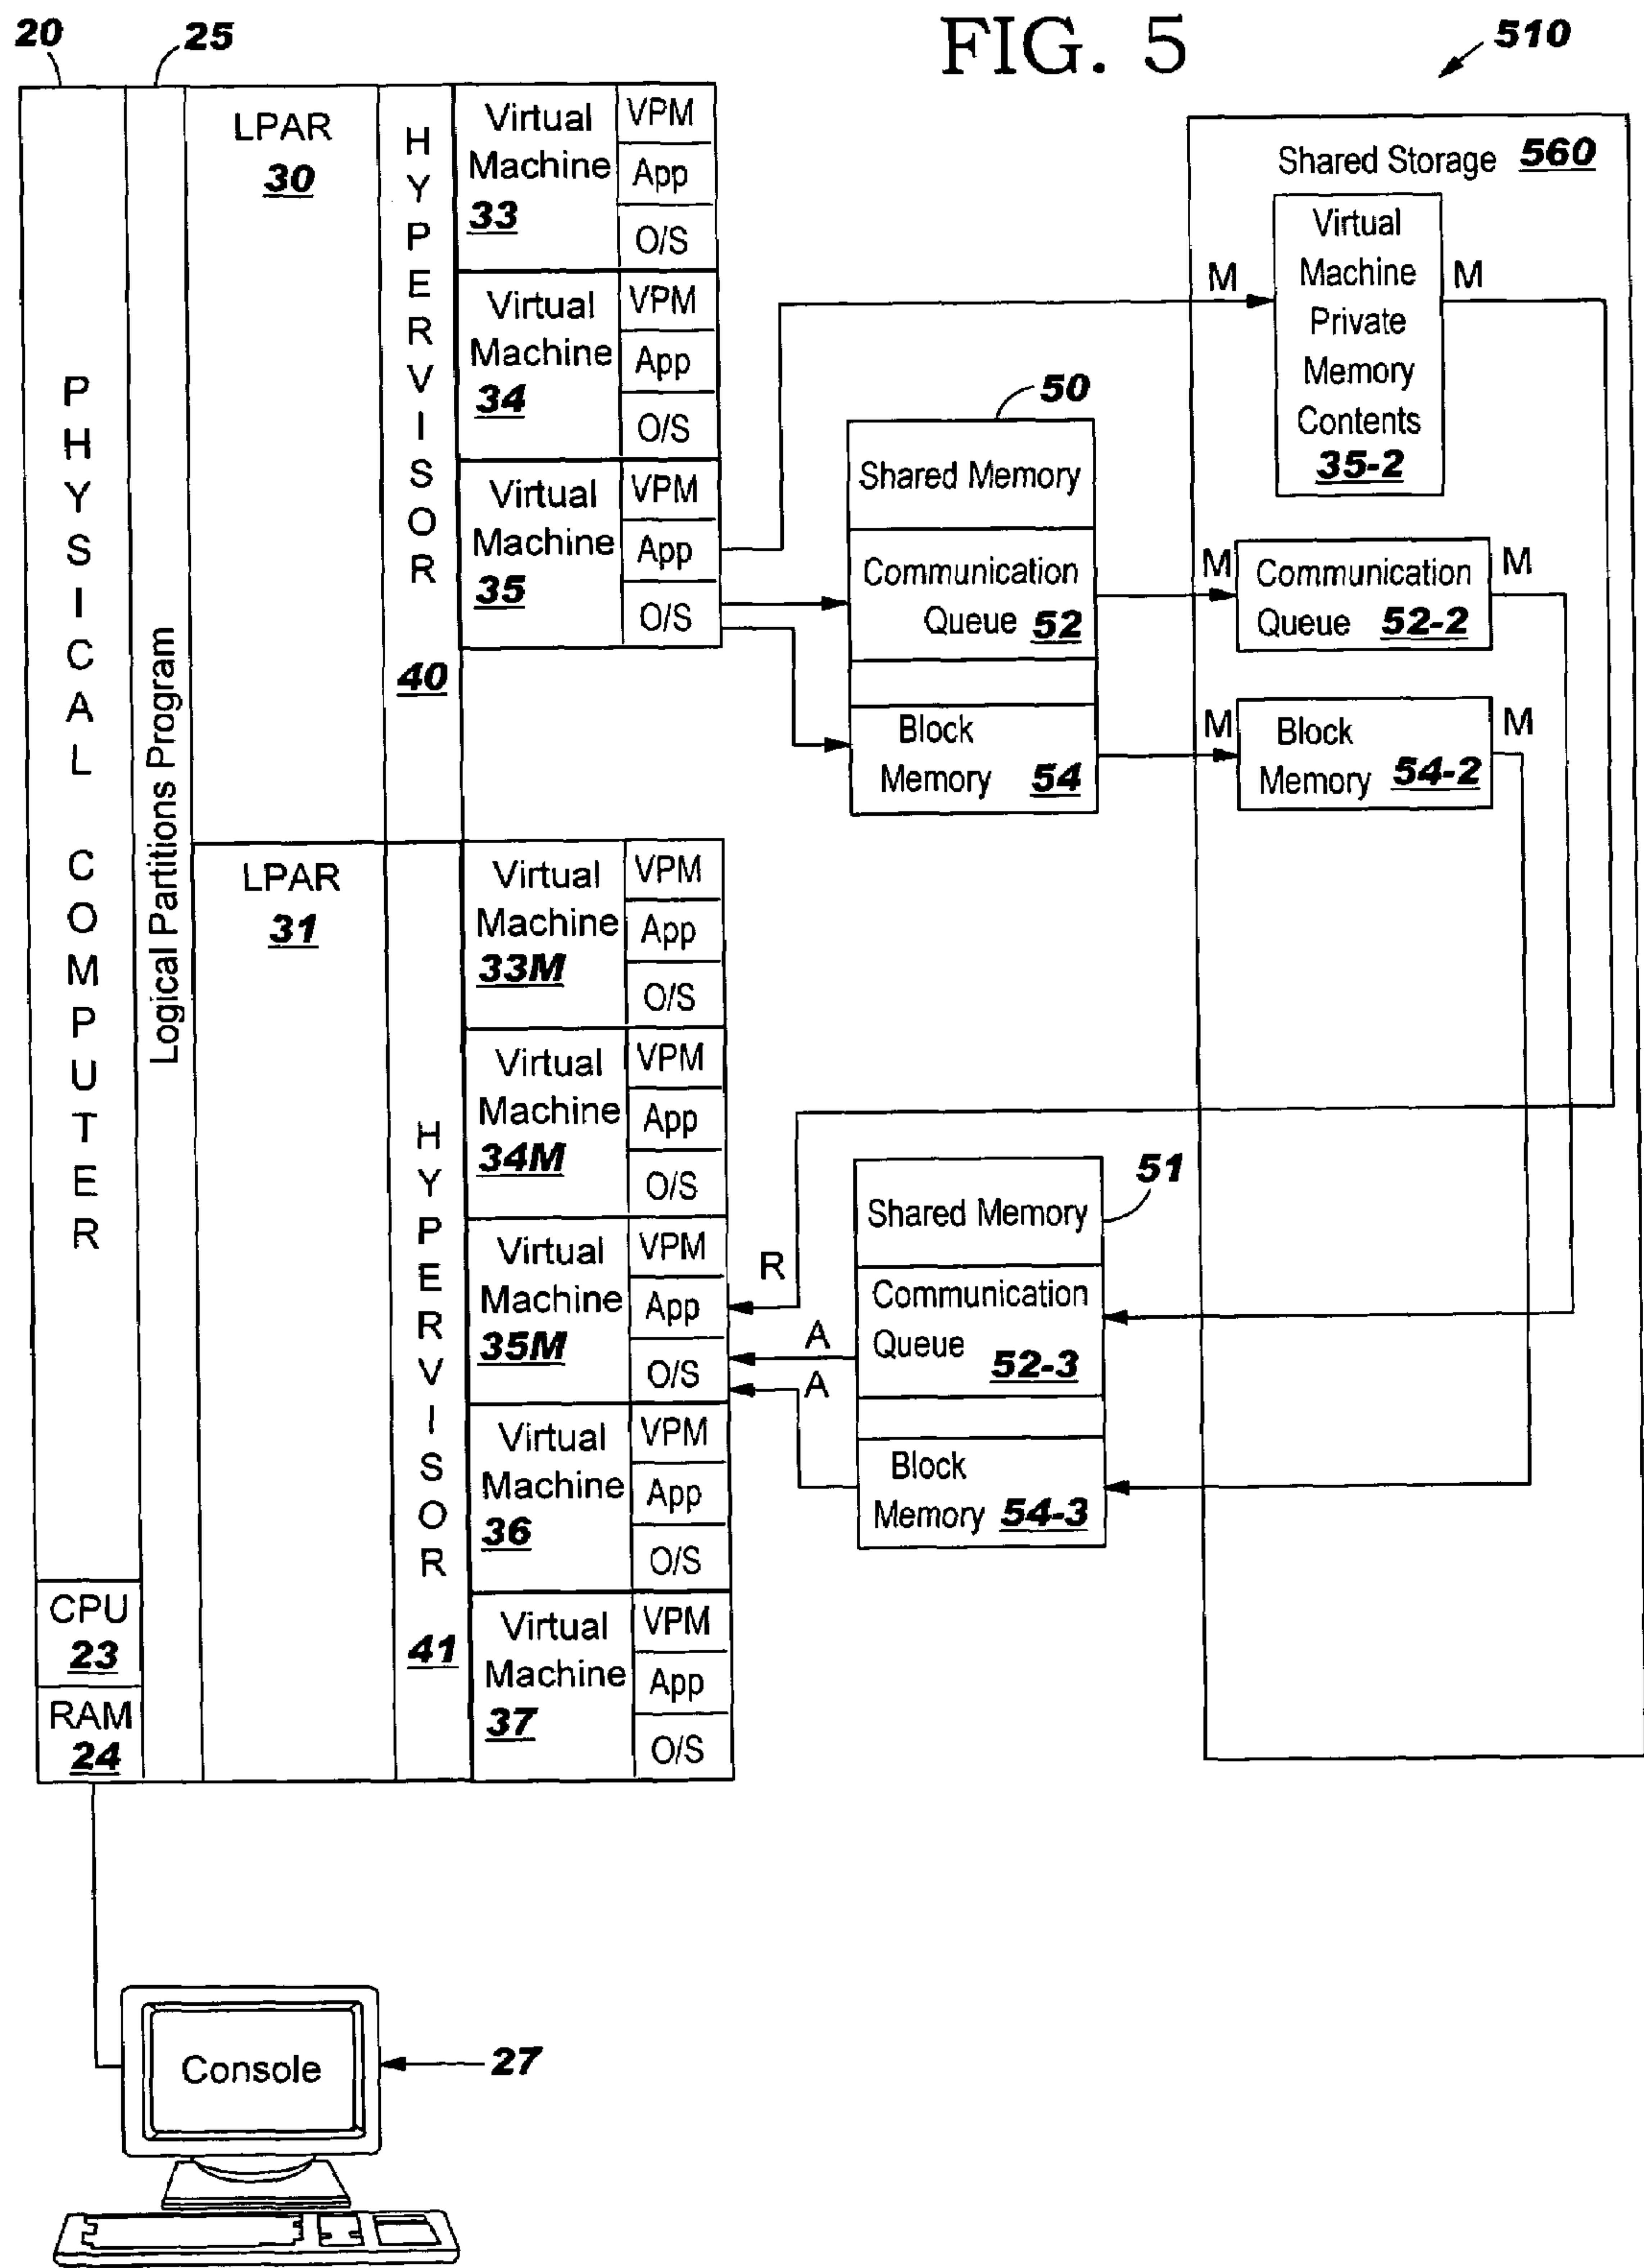 FIG. 5
510
20
25
PHYSICAL COMPUTER
CPU
23
RAM
24
Logical Partitions Program
LPAR
30
HYPERVISOR
40
Virtual
Machine
33
VPM
App
O/S
Virtual
Machine
34
VPM
App
O/S
Virtual
Machine
35
VPM
App
O/S
50
Shared Memory
Communication
Queue 52
Block
Memory 54
Shared Storage 560
M
Virtual
Machine
Private
Memory
Contents
35-2
M
M
Communication
Queue 52-2
M
M
Block
Memory 54-2
M
LPAR
31
HYPERVISOR
41
Virtual
Machine
33M
VPM
App
O/S
Virtual
Machine
34M
VPM
App
O/S
Virtual
Machine
35M
VPM
App
O/S
Virtual
Machine
36
VPM
App
O/S
Virtual
Machine
37
VPM
App
O/S
R
A
A
51
Shared Memory
Communication
Queue
52-3
Block
Memory 54-3
Console
27